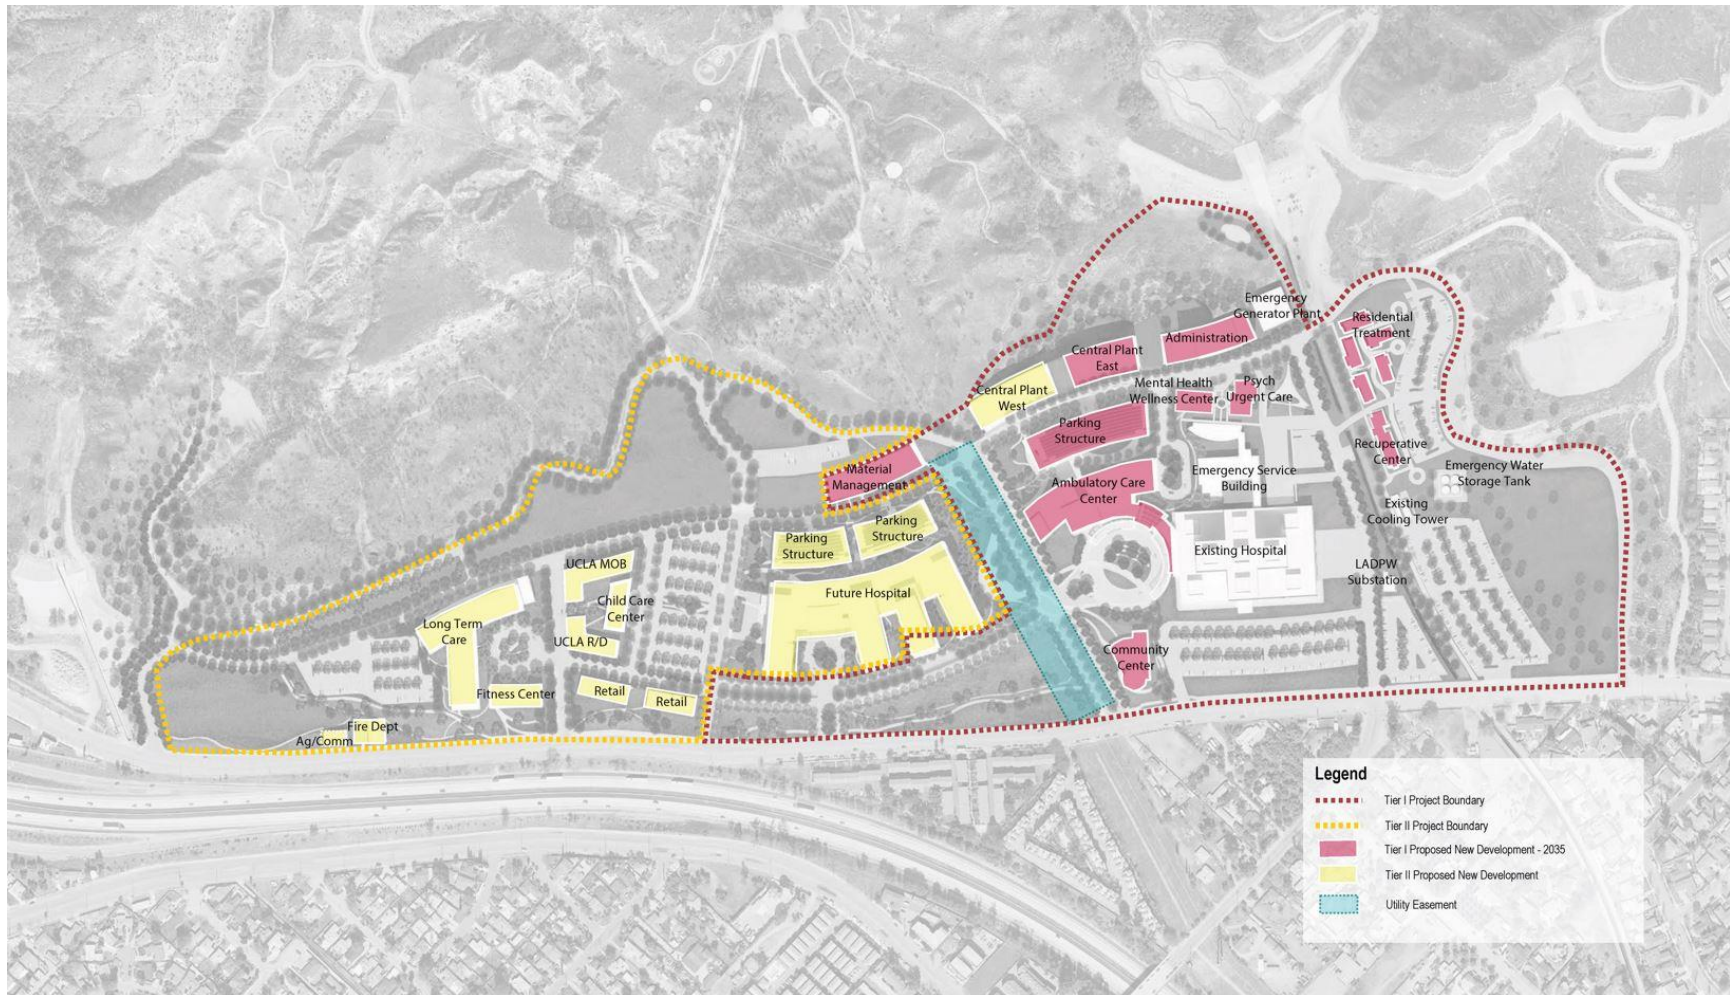 Emergency
Generator Plant
Residential
Treatment
Administration
Central Plant
East
Central Plant
West
Mental Health
Wellness Center
Psych
Urgent Care
Parking
Structure
Recuperative
Center
Material
Management
Ambulatory Care
Center
Emergency Service
Building
Emergency Water
Storage Tank
Existing
Cooling Tower
Parking
Structure
Parking
Structure
Existing Hospital
LADPW
Substation
UCLA MOB
Child Care
Center
Future Hospital
Long Term
Care
UCLA R/D
Community
Center
Fitness Center
Retail
Retail
Fire Dept
Ag/Comm
Legend
Tier I Project Boundary
Tier II Project Boundary
Tier I Proposed New Development - 2035
Tier II Proposed New Development
Utility Easement